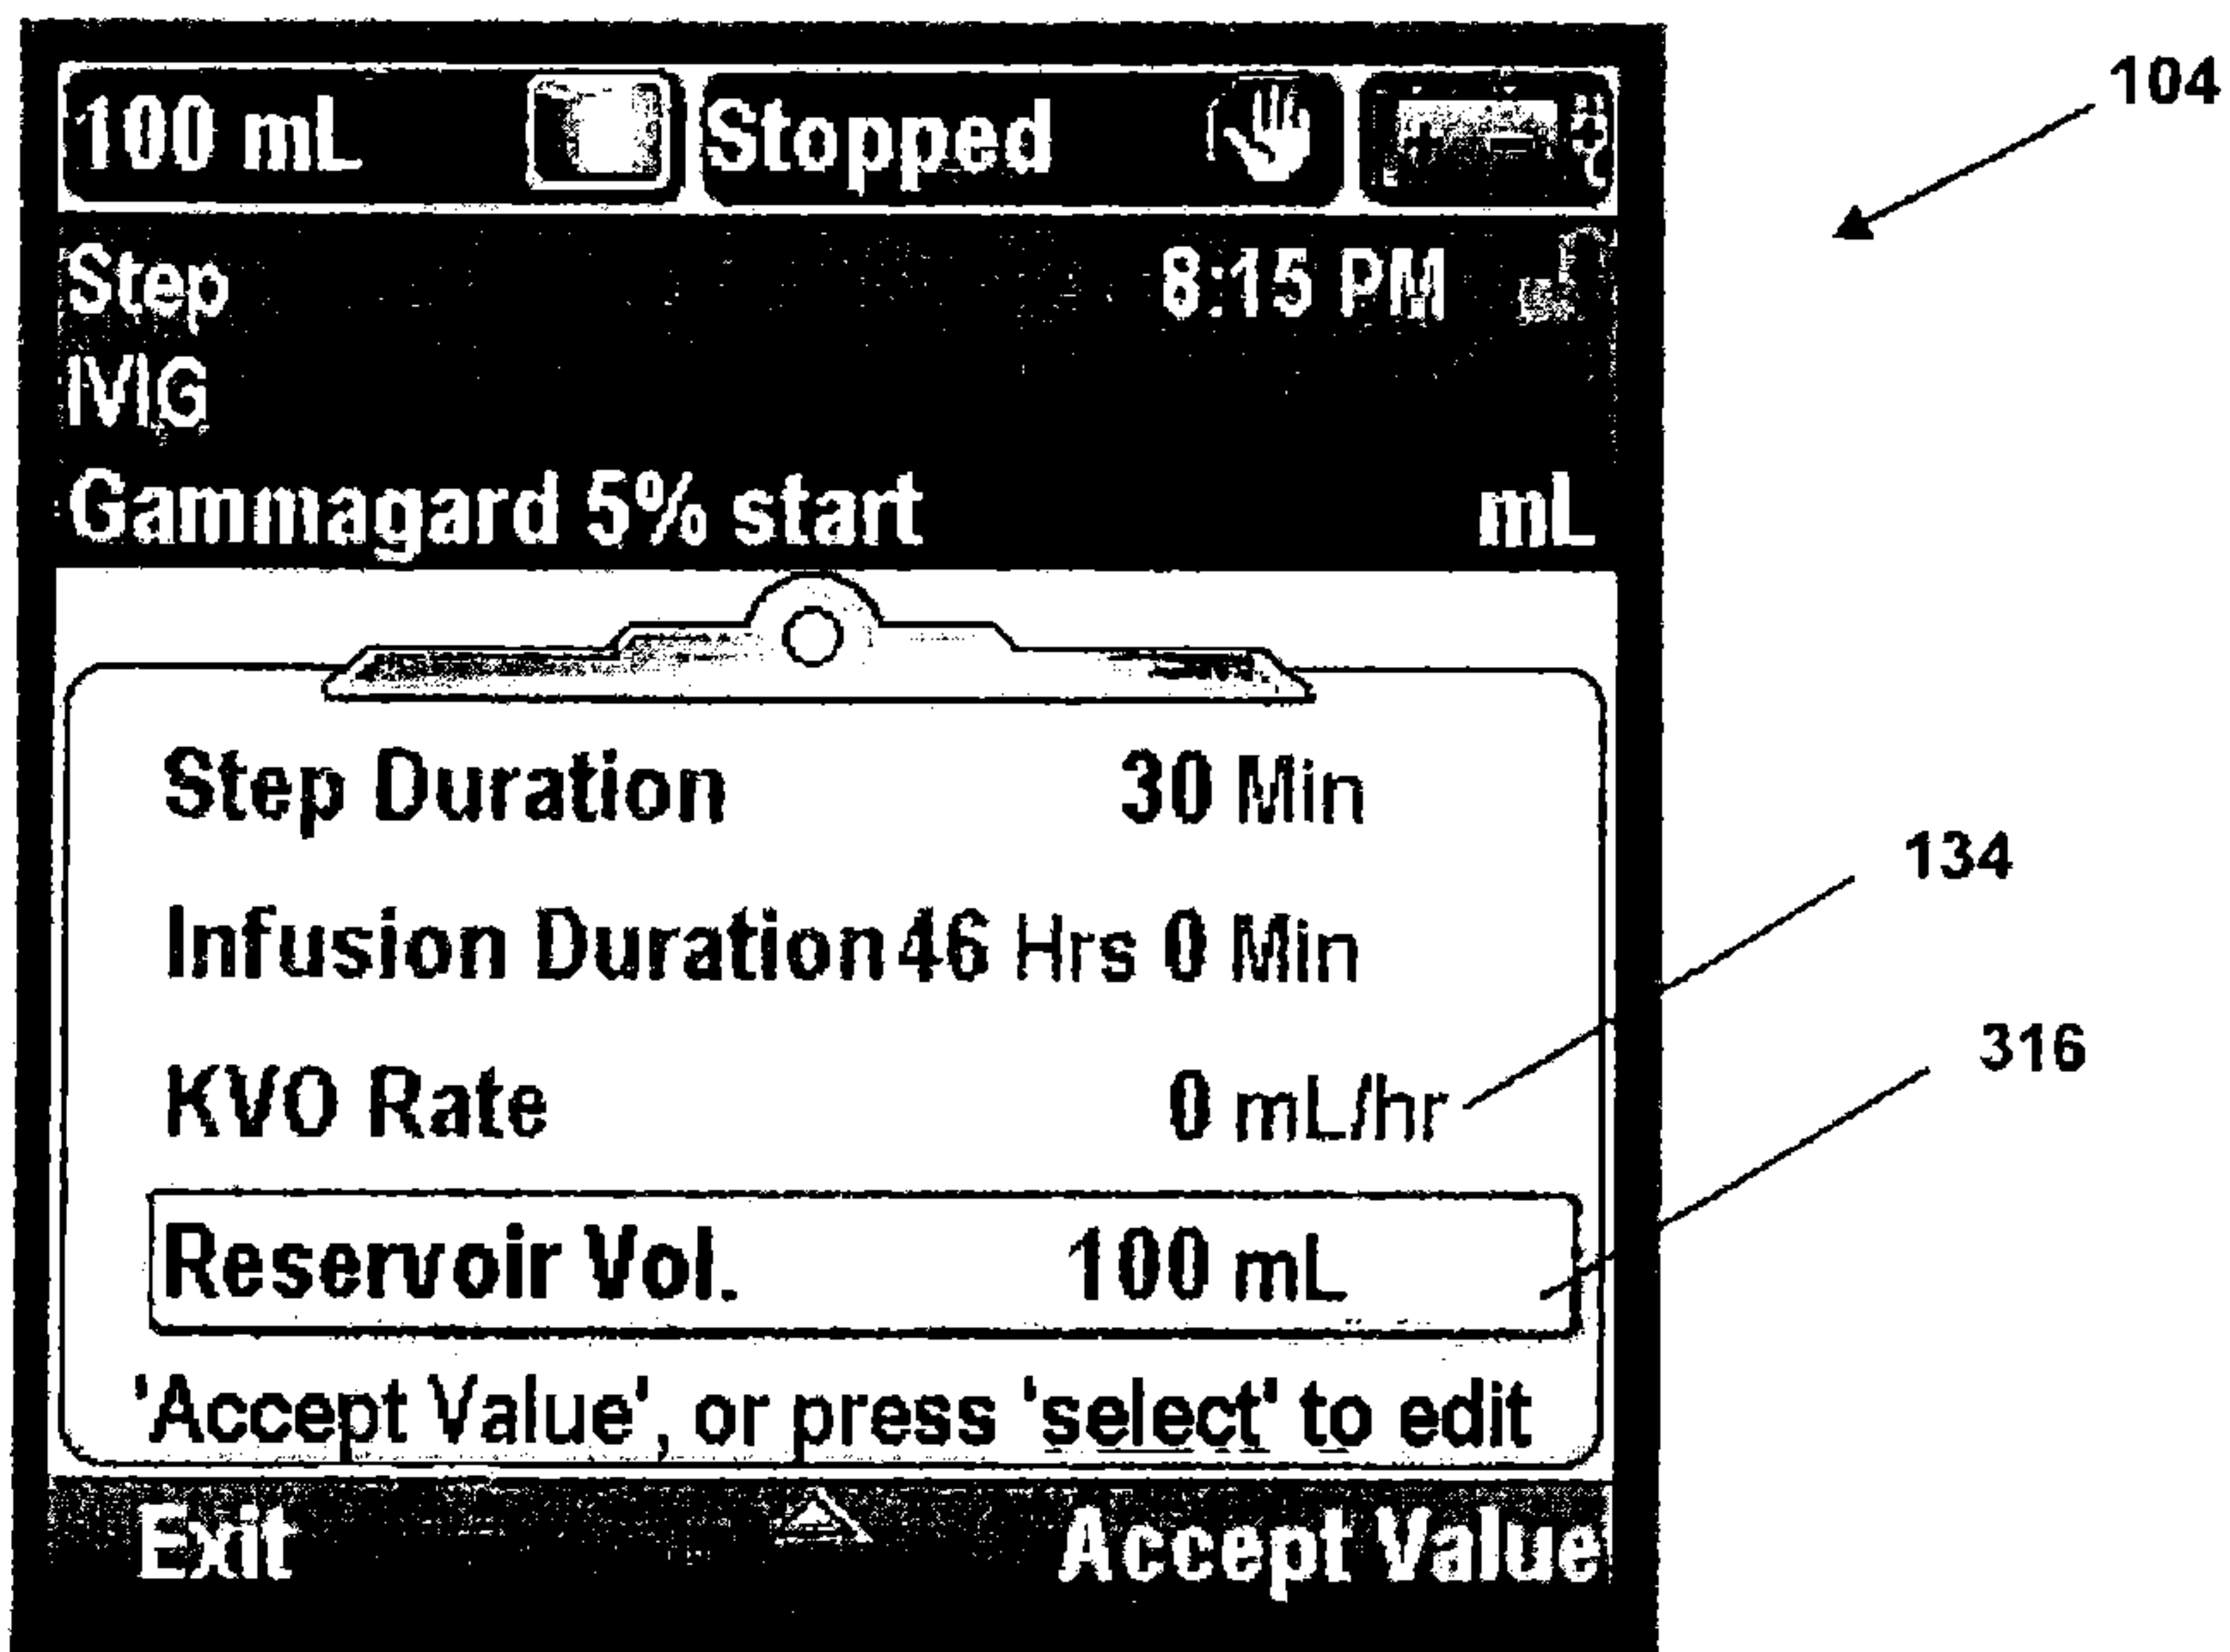 100 mL Stopped
104
Step 8:15 PM
IVIG
Gammagard 5% start mL
Step Duration 30 Min
134
Infusion Duration 46 Hrs 0 Min
316
KVO Rate 0 mL/hr
Reservoir Vol. 100 mL
'Accept Value', or press 'select' to edit
Exit Accept Value